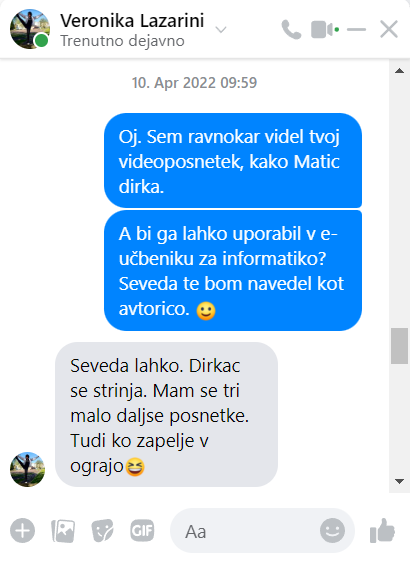 Veronika Lazarini
Trenutno dejavno
10. Apr 2022 09:59
Oj. Sem ravnokar videl tvoj
videoposnetek, kako Matic
dirka.
A bi ga lahko uporabil v e-
učbeniku za informatiko?
Seveda te bom navedel kot
avtorico. 🙂
Seveda lahko. Dirkac
se strinja. Mam se tri
malo daljse posnetke.
Tudi ko zapelje v
ograjo😆
GIF
Aa